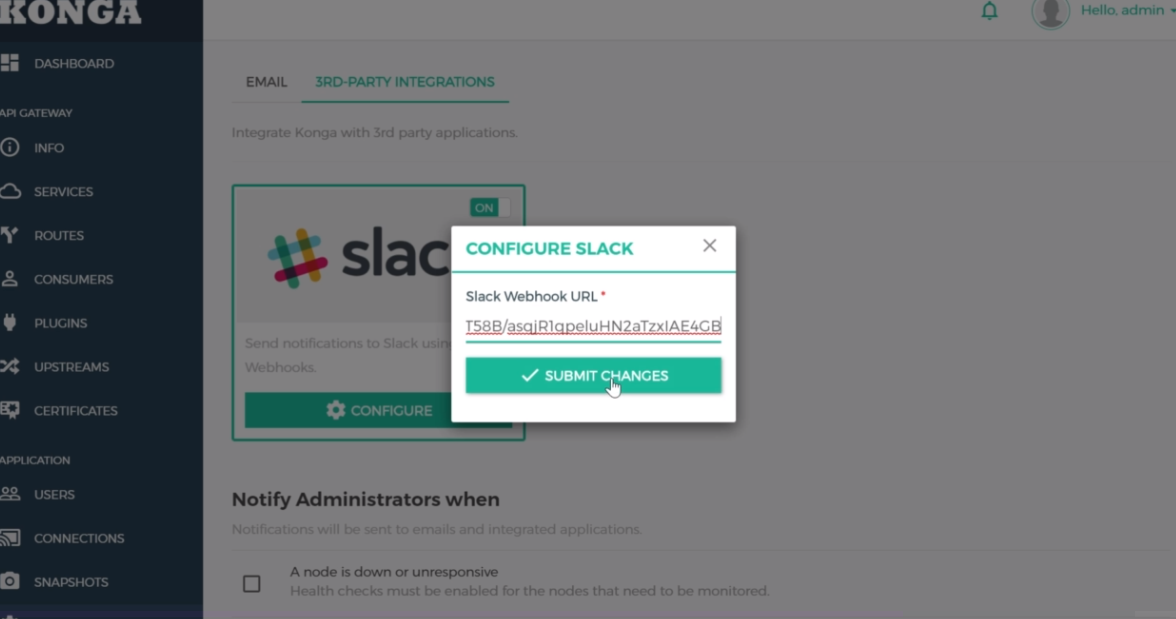 KONGA
Hello, admin
DASHBOARD
API GATEWAY
INFO
SERVICES
ROUTES
CONSUMERS
PLUGINS
UPSTREAMS
CERTIFICATES
APPLICATION
USERS
CONNECTIONS
SNAPSHOTS
EMAIL 3RD-PARTY INTEGRATIONS
Integrate Konga with 3rd party applications.
ON
slac
Send notifications to Slack usin
Webhooks.
CONFIGURE
CONFIGURE SLACK
Slack Webhook URL *
T58B/asqjR1qpeluHN2aTzxIAE4GB
SUBMIT CHANGES
Notify Administrators when
Notifications will be sent to emails and integrated applications.
A node is down or unresponsive
Health checks must be enabled for the nodes that need to be monitored.